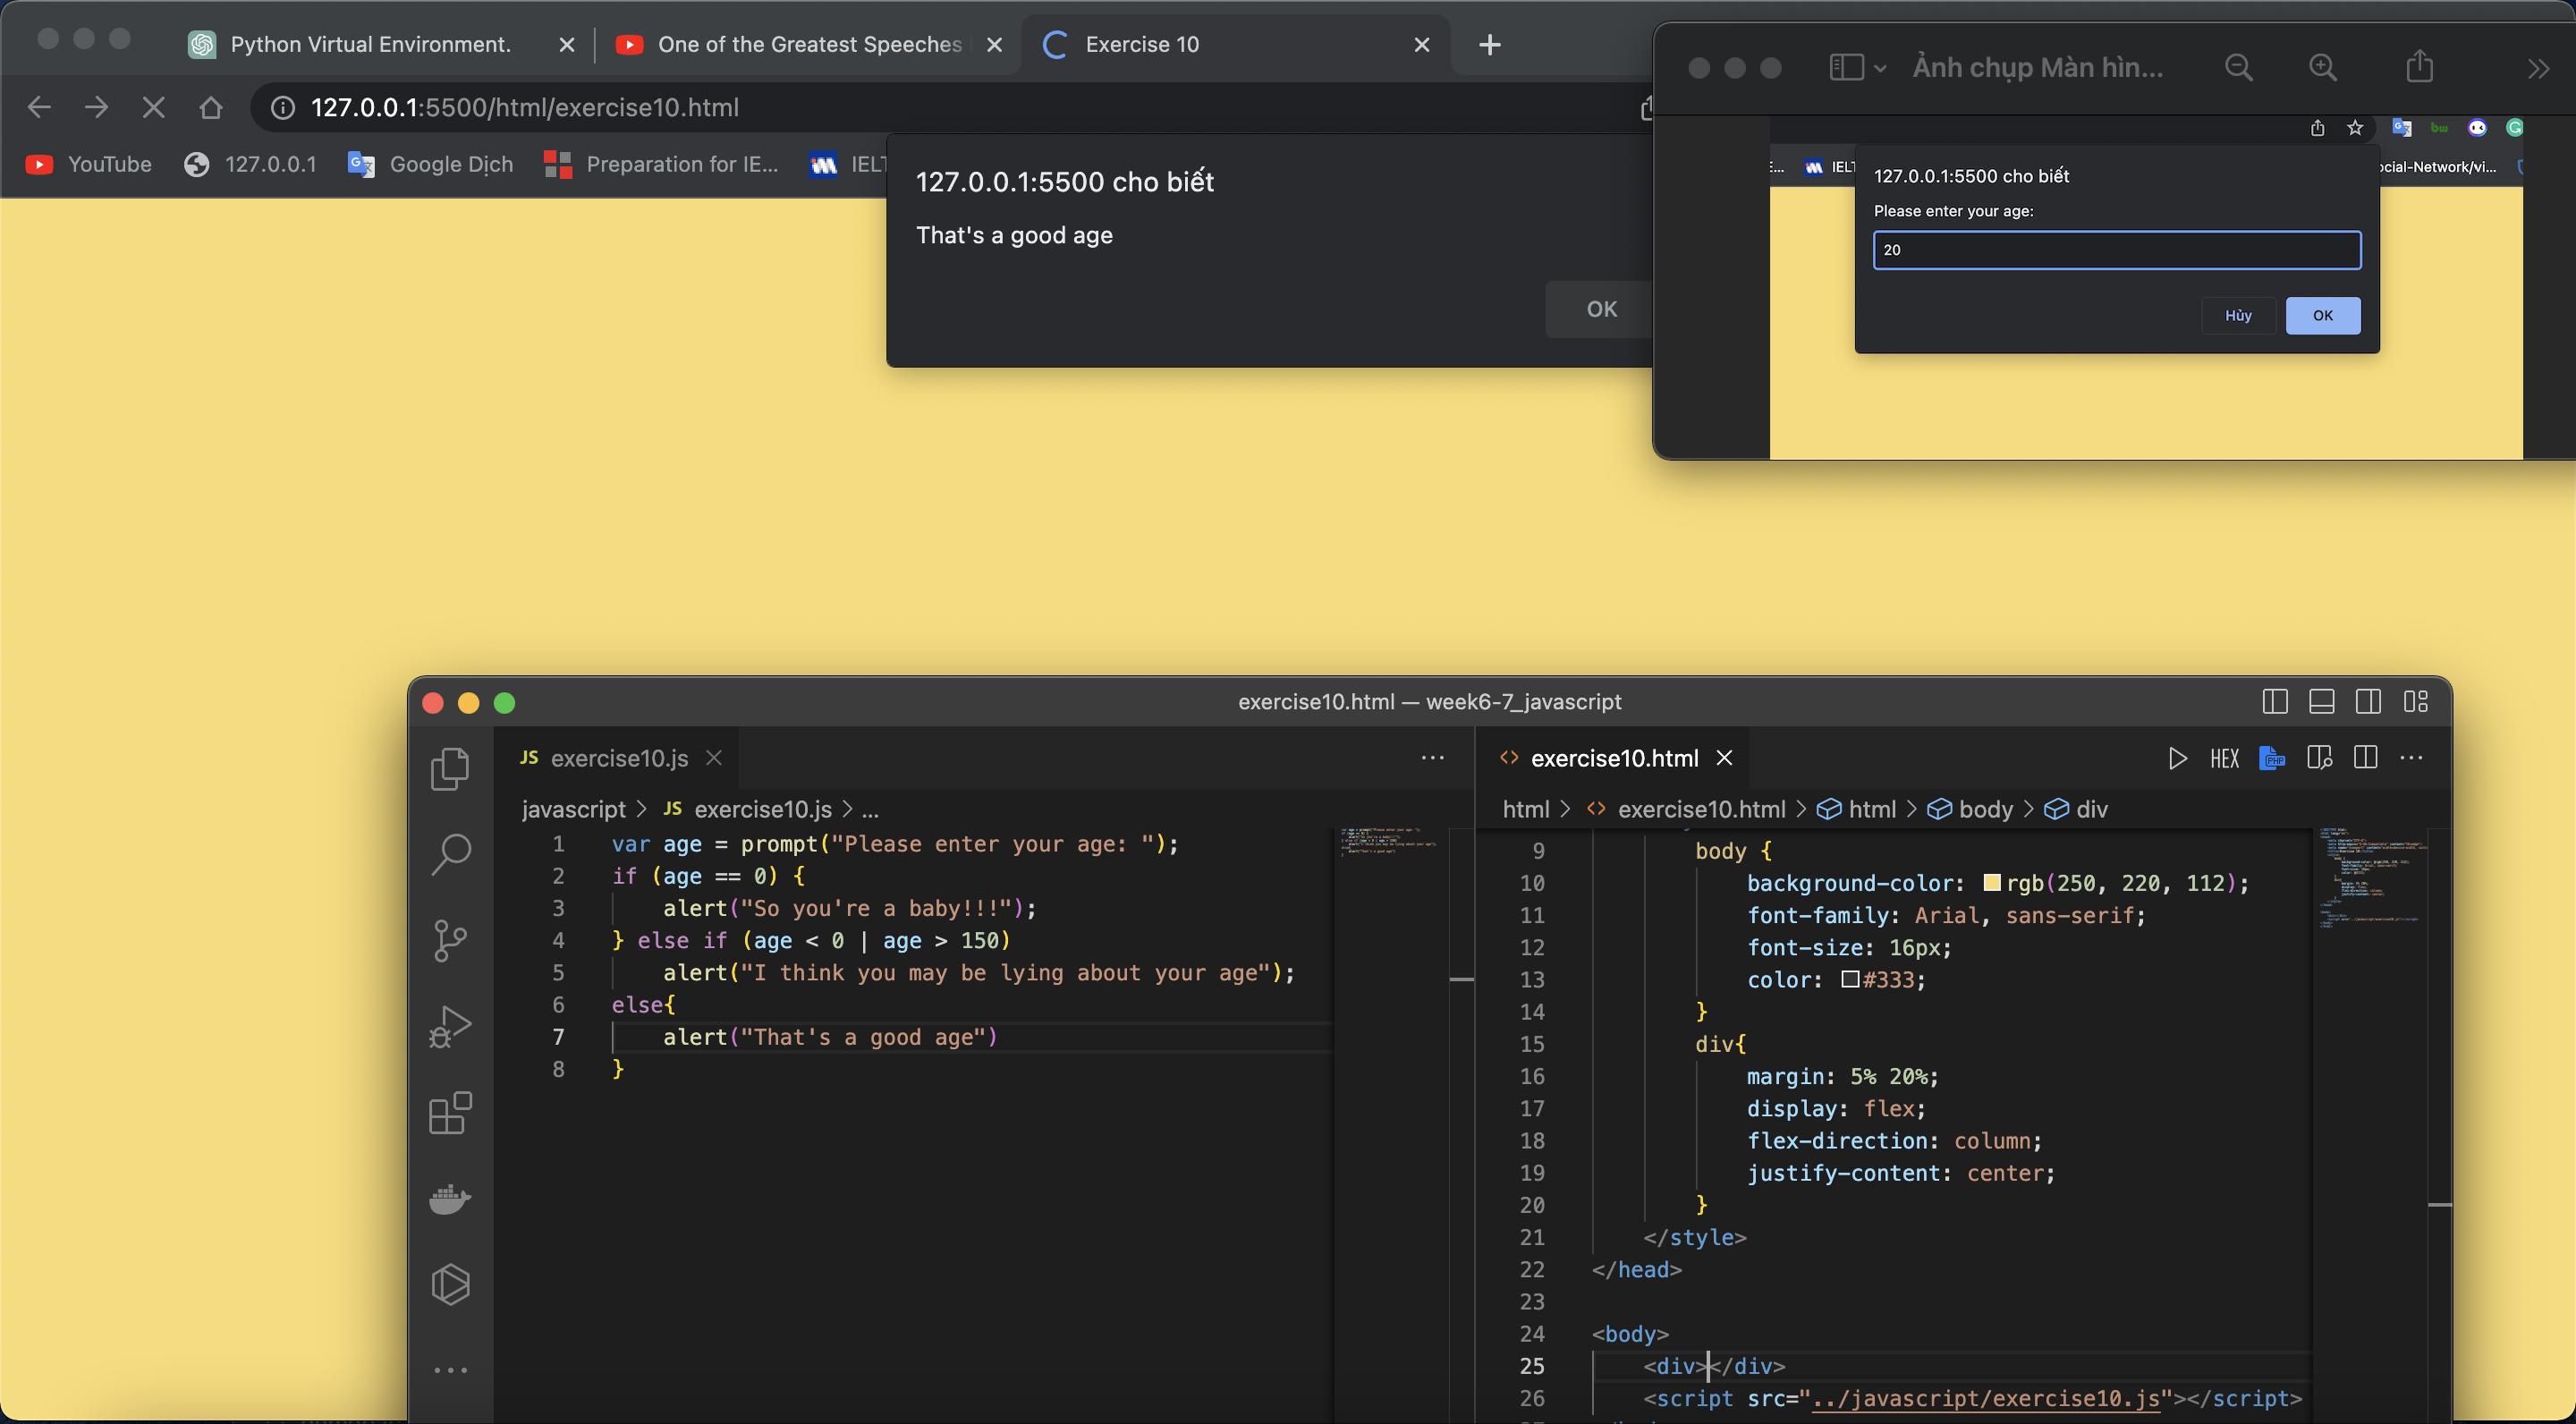 Python Virtual Environment.
One of the Greatest Speeches
Exercise 10
127.0.0.1:5500/html/exercise10.html
YouTube
127.0.0.1
Google Dịch
Preparation for IE...
IELT
127.0.0.1:5500 cho biết
That's a good age
OK
Ảnh chụp Màn hìn...
bw
E...
IELT
ocial-Network/vi...
127.0.0.1:5500 cho biết
Please enter your age:
20
Hủy
OK
exercise10.html — week6-7_javascript
JS exercise10.js
javascript > JS exercise10.js > ...
1 var age = prompt("Please enter your age: ");
2 if (age == 0) {
3 alert("So you're a baby!!!");
4 } else if (age < 0 | age > 150)
5 alert("I think you may be lying about your age");
6 else{
7 alert("That's a good age")
8 }
<> exercise10.html
HEX
PHP
html > <> exercise10.html > html > body > div
9 body {
10 background-color: rgb(250, 220, 112);
11 font-family: Arial, sans-serif;
12 font-size: 16px;
13 color: #333;
14 }
15 div{
16 margin: 5% 20%;
17 display: flex;
18 flex-direction: column;
19 justify-content: center;
20 }
21 </style>
22 </head>
23
24 <body>
25 <div></div>
26 <script src="../javascript/exercise10.js"></script>